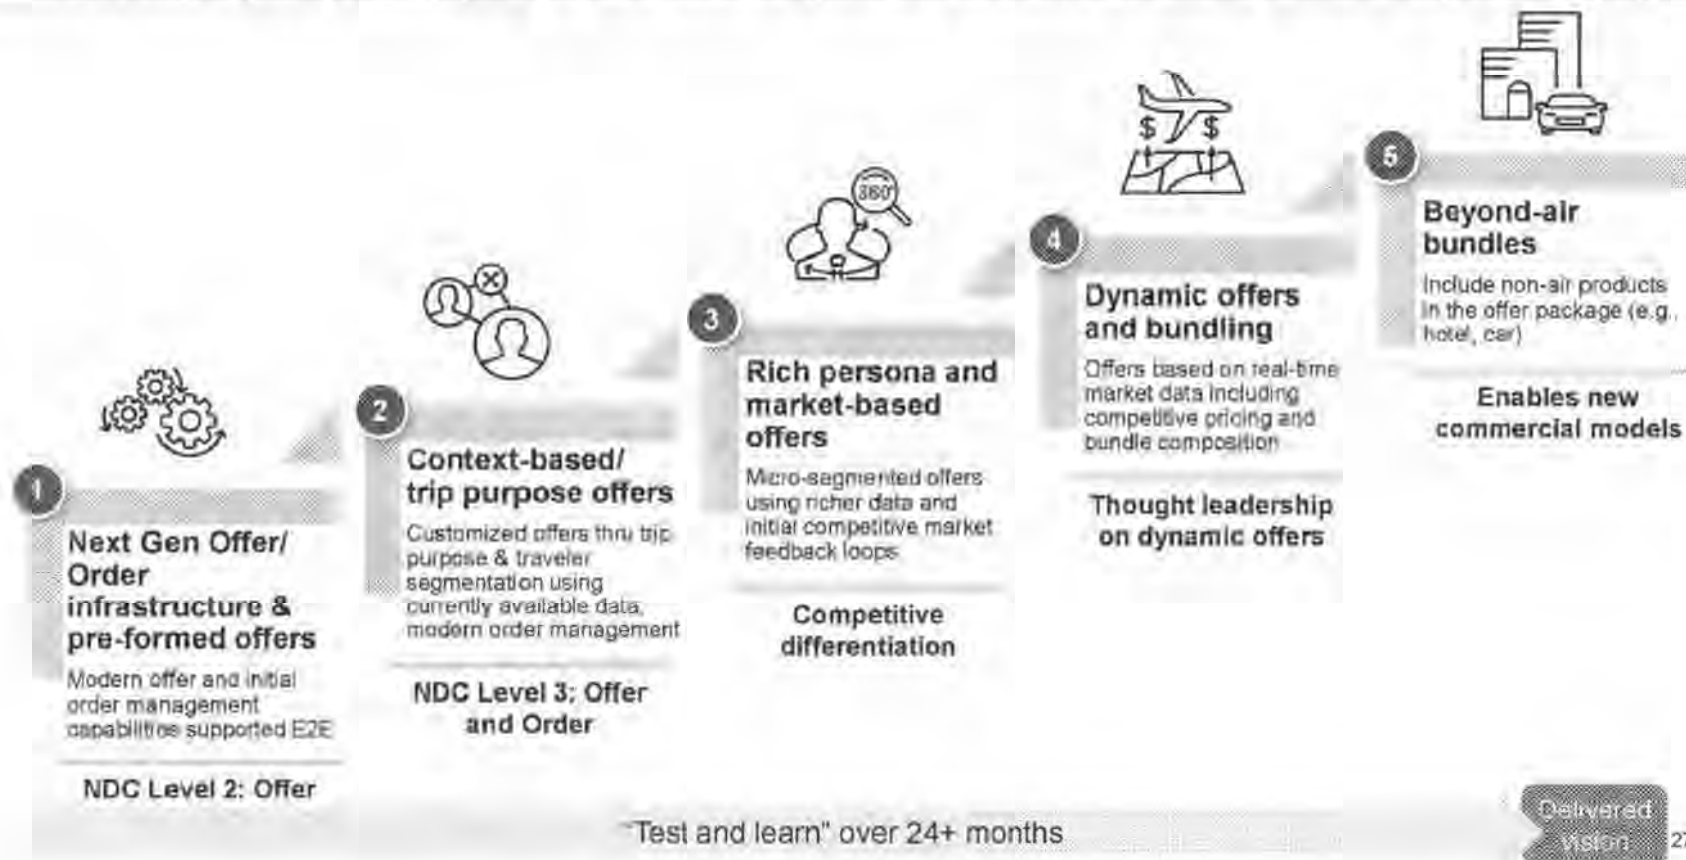 1
Next Gen Offer/
Order
infrastructure &
pre-formed offers
Modern offer and initial
order management
capabilities supported E2E
NDC Level 2: Offer
2
Context-based/
trip purpose offers
Customized offers thru trip
purpose & traveler
segmentation using
currently available data,
modern order management
NDC Level 3: Offer
and Order
360°
3
Rich persona and
market-based
offers
Micro-segmented offers
using richer data and
initial competitive market
feedback loops
Competitive
differentiation
$ $
4
Dynamic offers
and bundling
Offers based on real-time
market data including
competitive pricing and
bundle composition
Thought leadership
on dynamic offers
5
Beyond-air
bundles
Include non-air products
in the offer package (e.g.,
hotel, car)
Enables new
commercial models
"Test and learn" over 24+ months
Delivered
vision
27